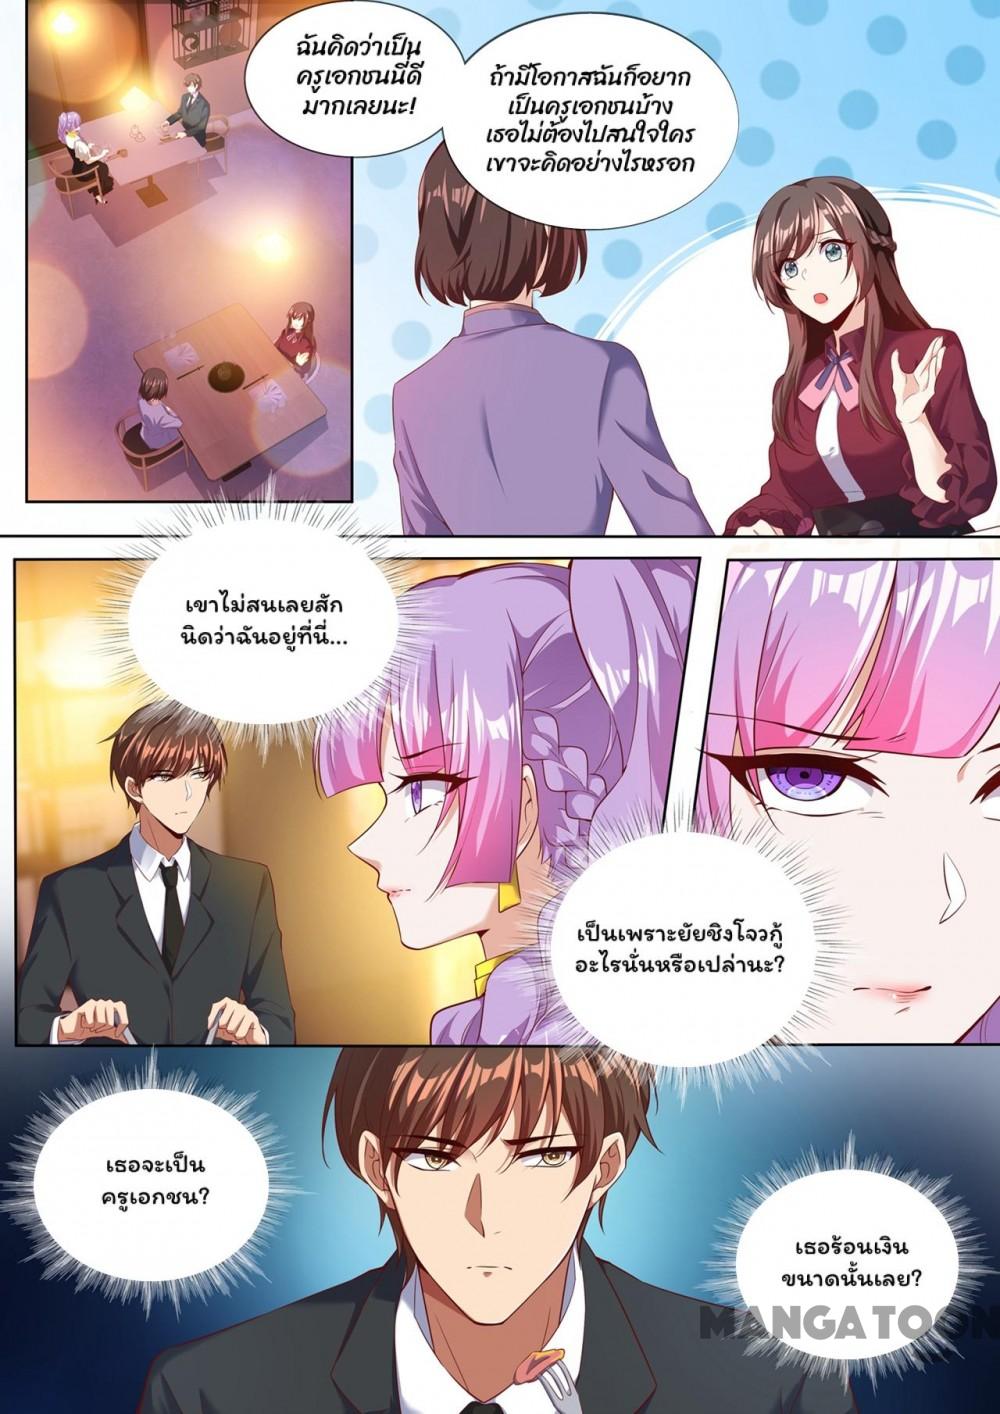 ฉันคิดว่าเป็น
ครูเอกชนนี่ดี
มากเลยนะ!
ถ้ามีโอกาสฉันก็อยาก
เป็นครูเอกชนบ้าง
เธอไม่ต้องไปสนใจใคร
เขาจะคิดอย่างไรหรอก
เขาไม่สนเลยสัก
นิดว่าฉันอยู่ที่นี่...
เป็นเพราะยัยชิงโจวกู้
อะไรนั่นหรือเปล่านะ?
เธอจะเป็น
ครูเอกชน?
เธอร้อนเงิน
ขนาดนั้นเลย?
MANGATOON